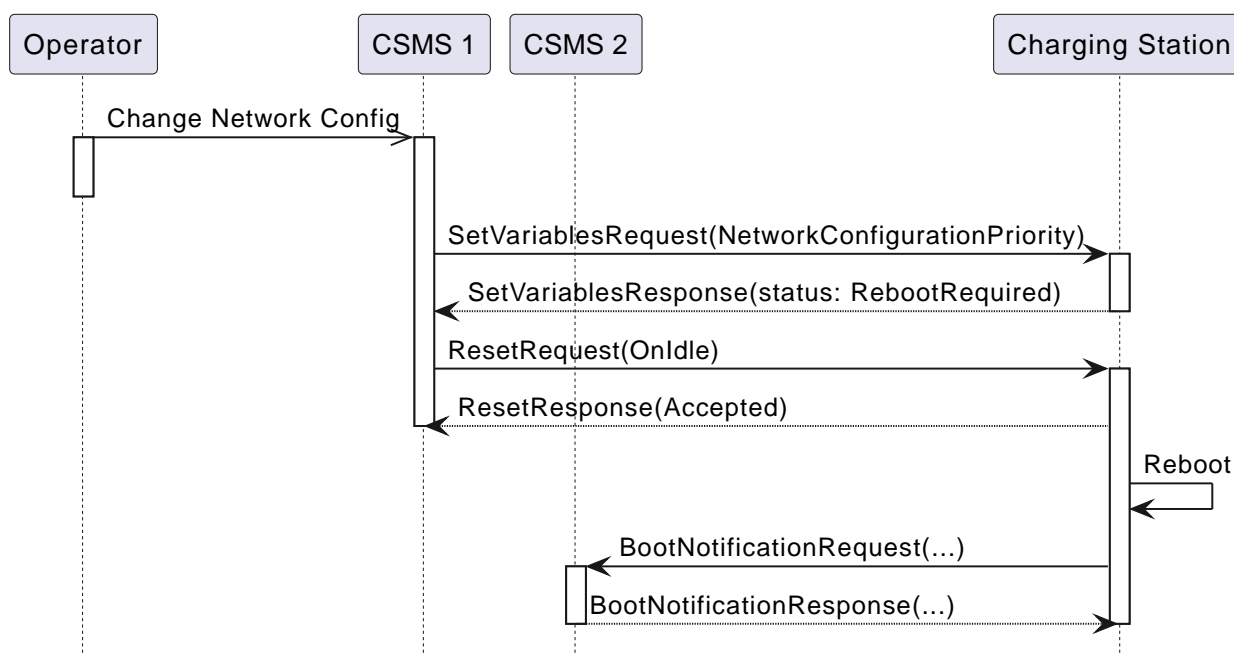 Operator
CSMS 1
CSMS 2
Charging Station
Change Network Config
SetVariablesRequest(NetworkConfigurationPriority)
SetVariablesResponse(status: RebootRequired)
ResetRequest(OnIdle)
ResetResponse(Accepted)
Reboot
BootNotificationRequest(...)
BootNotificationResponse(...)